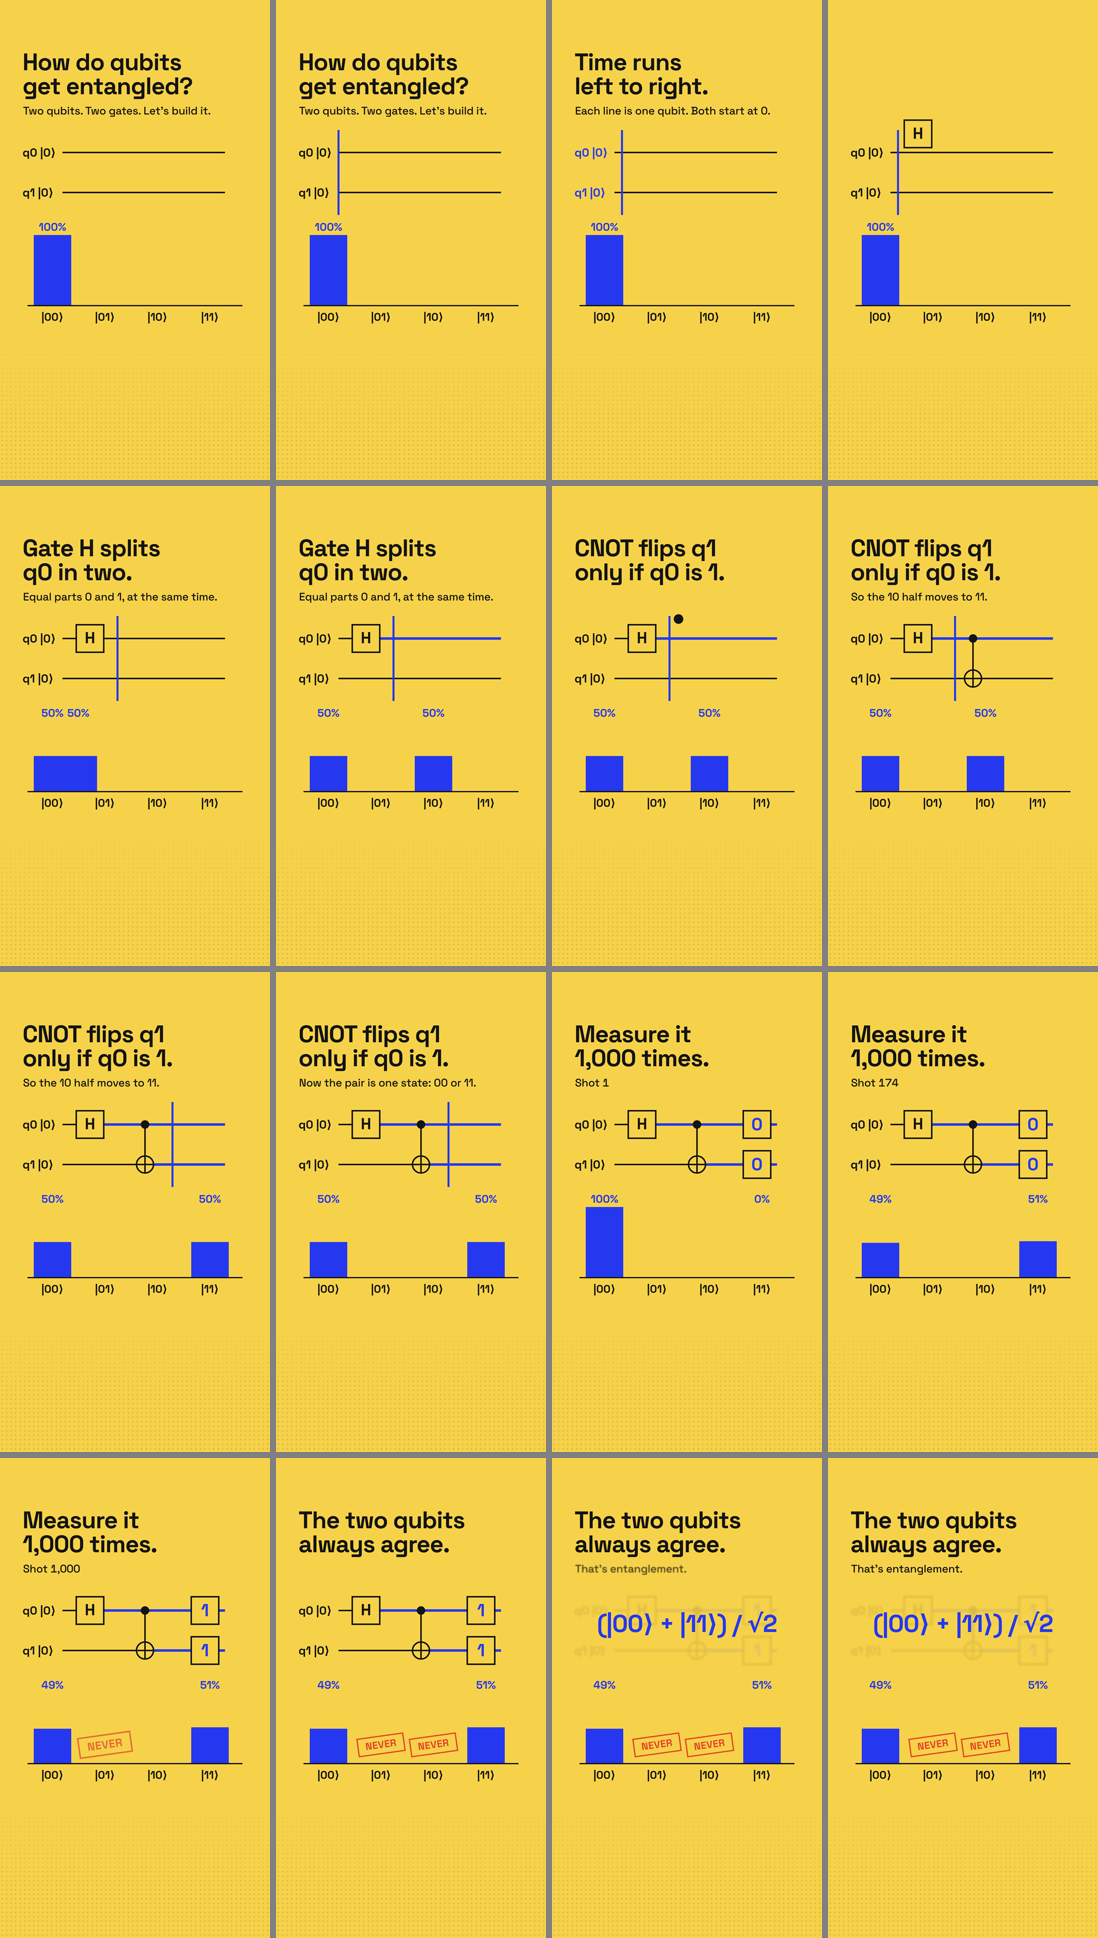 How do qubits
get entangled?
Two qubits. Two gates. Let's build it.
q0 |0⟩
q1 |0⟩
100%
|00⟩ |01⟩ |10⟩ |11⟩
How do qubits
get entangled?
Two qubits. Two gates. Let's build it.
q0 |0⟩
q1 |0⟩
100%
|00⟩ |01⟩ |10⟩ |11⟩
Time runs
left to right.
Each line is one qubit. Both start at 0.
q0 |0⟩
q1 |0⟩
100%
|00⟩ |01⟩ |10⟩ |11⟩
H
q0 |0⟩
q1 |0⟩
100%
|00⟩ |01⟩ |10⟩ |11⟩
Gate H splits
q0 in two.
Equal parts 0 and 1, at the same time.
q0 |0⟩ H
q1 |0⟩
50% 50%
|00⟩ |01⟩ |10⟩ |11⟩
Gate H splits
q0 in two.
Equal parts 0 and 1, at the same time.
q0 |0⟩ H
q1 |0⟩
50% 50%
|00⟩ |01⟩ |10⟩ |11⟩
CNOT flips q1
only if q0 is 1.
q0 |0⟩ H
q1 |0⟩
50% 50%
|00⟩ |01⟩ |10⟩ |11⟩
CNOT flips q1
only if q0 is 1.
So the 10 half moves to 11.
q0 |0⟩ H
q1 |0⟩
50% 50%
|00⟩ |01⟩ |10⟩ |11⟩
CNOT flips q1
only if q0 is 1.
So the 10 half moves to 11.
q0 |0⟩ H
q1 |0⟩
50% 50%
|00⟩ |01⟩ |10⟩ |11⟩
CNOT flips q1
only if q0 is 1.
Now the pair is one state: 00 or 11.
q0 |0⟩ H
q1 |0⟩
50% 50%
|00⟩ |01⟩ |10⟩ |11⟩
Measure it
1,000 times.
Shot 1
q0 |0⟩ H 0
q1 |0⟩ 0
100% 0%
|00⟩ |01⟩ |10⟩ |11⟩
Measure it
1,000 times.
Shot 174
q0 |0⟩ H 0
q1 |0⟩ 0
49% 51%
|00⟩ |01⟩ |10⟩ |11⟩
Measure it
1,000 times.
Shot 1,000
q0 |0⟩ H 1
q1 |0⟩ 1
49% 51%
NEVER
|00⟩ |01⟩ |10⟩ |11⟩
The two qubits
always agree.
q0 |0⟩ H 1
q1 |0⟩ 1
49% 51%
NEVER NEVER
|00⟩ |01⟩ |10⟩ |11⟩
The two qubits
always agree.
That's entanglement.
(|00⟩ + |11⟩) / √2
49% 51%
NEVER NEVER
|00⟩ |01⟩ |10⟩ |11⟩
The two qubits
always agree.
That's entanglement.
(|00⟩ + |11⟩) / √2
49% 51%
NEVER NEVER
|00⟩ |01⟩ |10⟩ |11⟩